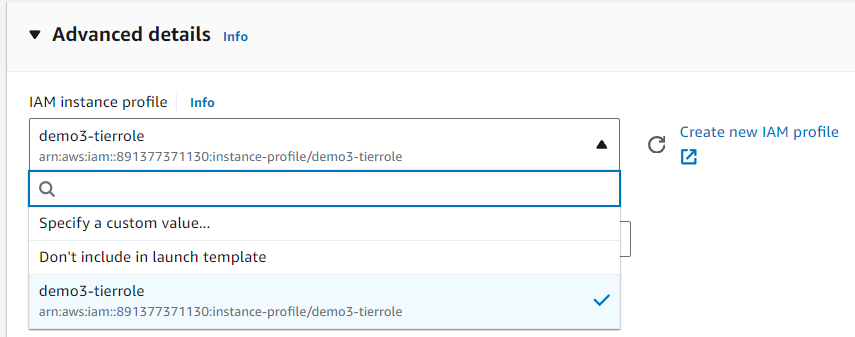 Advanced details Info
IAM instance profile Info
demo3-tierrole
arn:aws:iam::891377371130:instance-profile/demo3-tierrole
Create new IAM profile
Specify a custom value...
Don't include in launch template
demo3-tierrole
arn:aws:iam::891377371130:instance-profile/demo3-tierrole